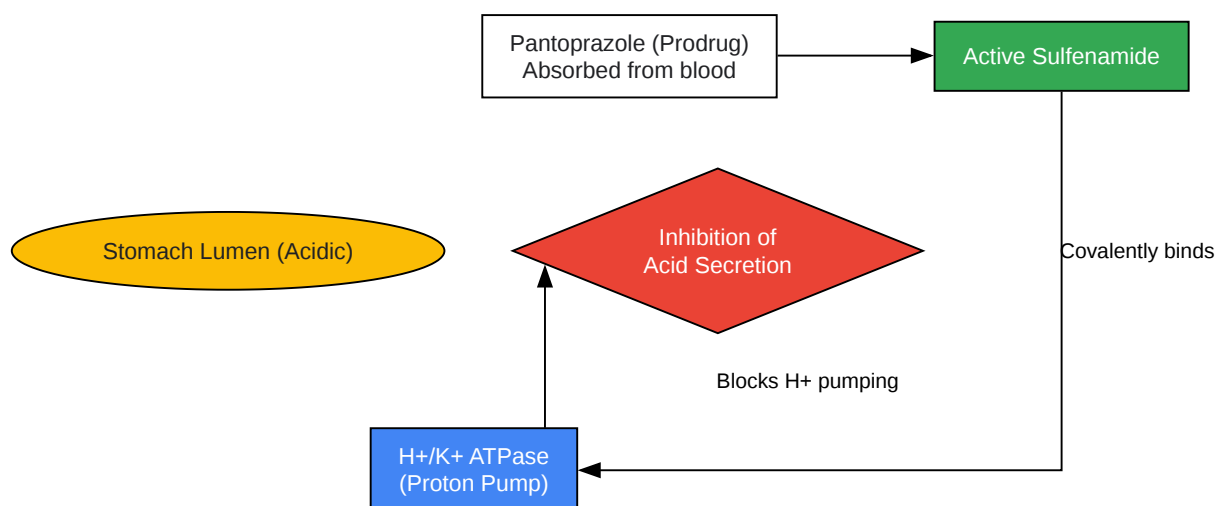 Pantoprazole (Prodrug)
Absorbed from blood
Active Sulfenamide
Stomach Lumen (Acidic)
Inhibition of
Acid Secretion
Covalently binds
Blocks H+ pumping
H+/K+ ATPase
(Proton Pump)